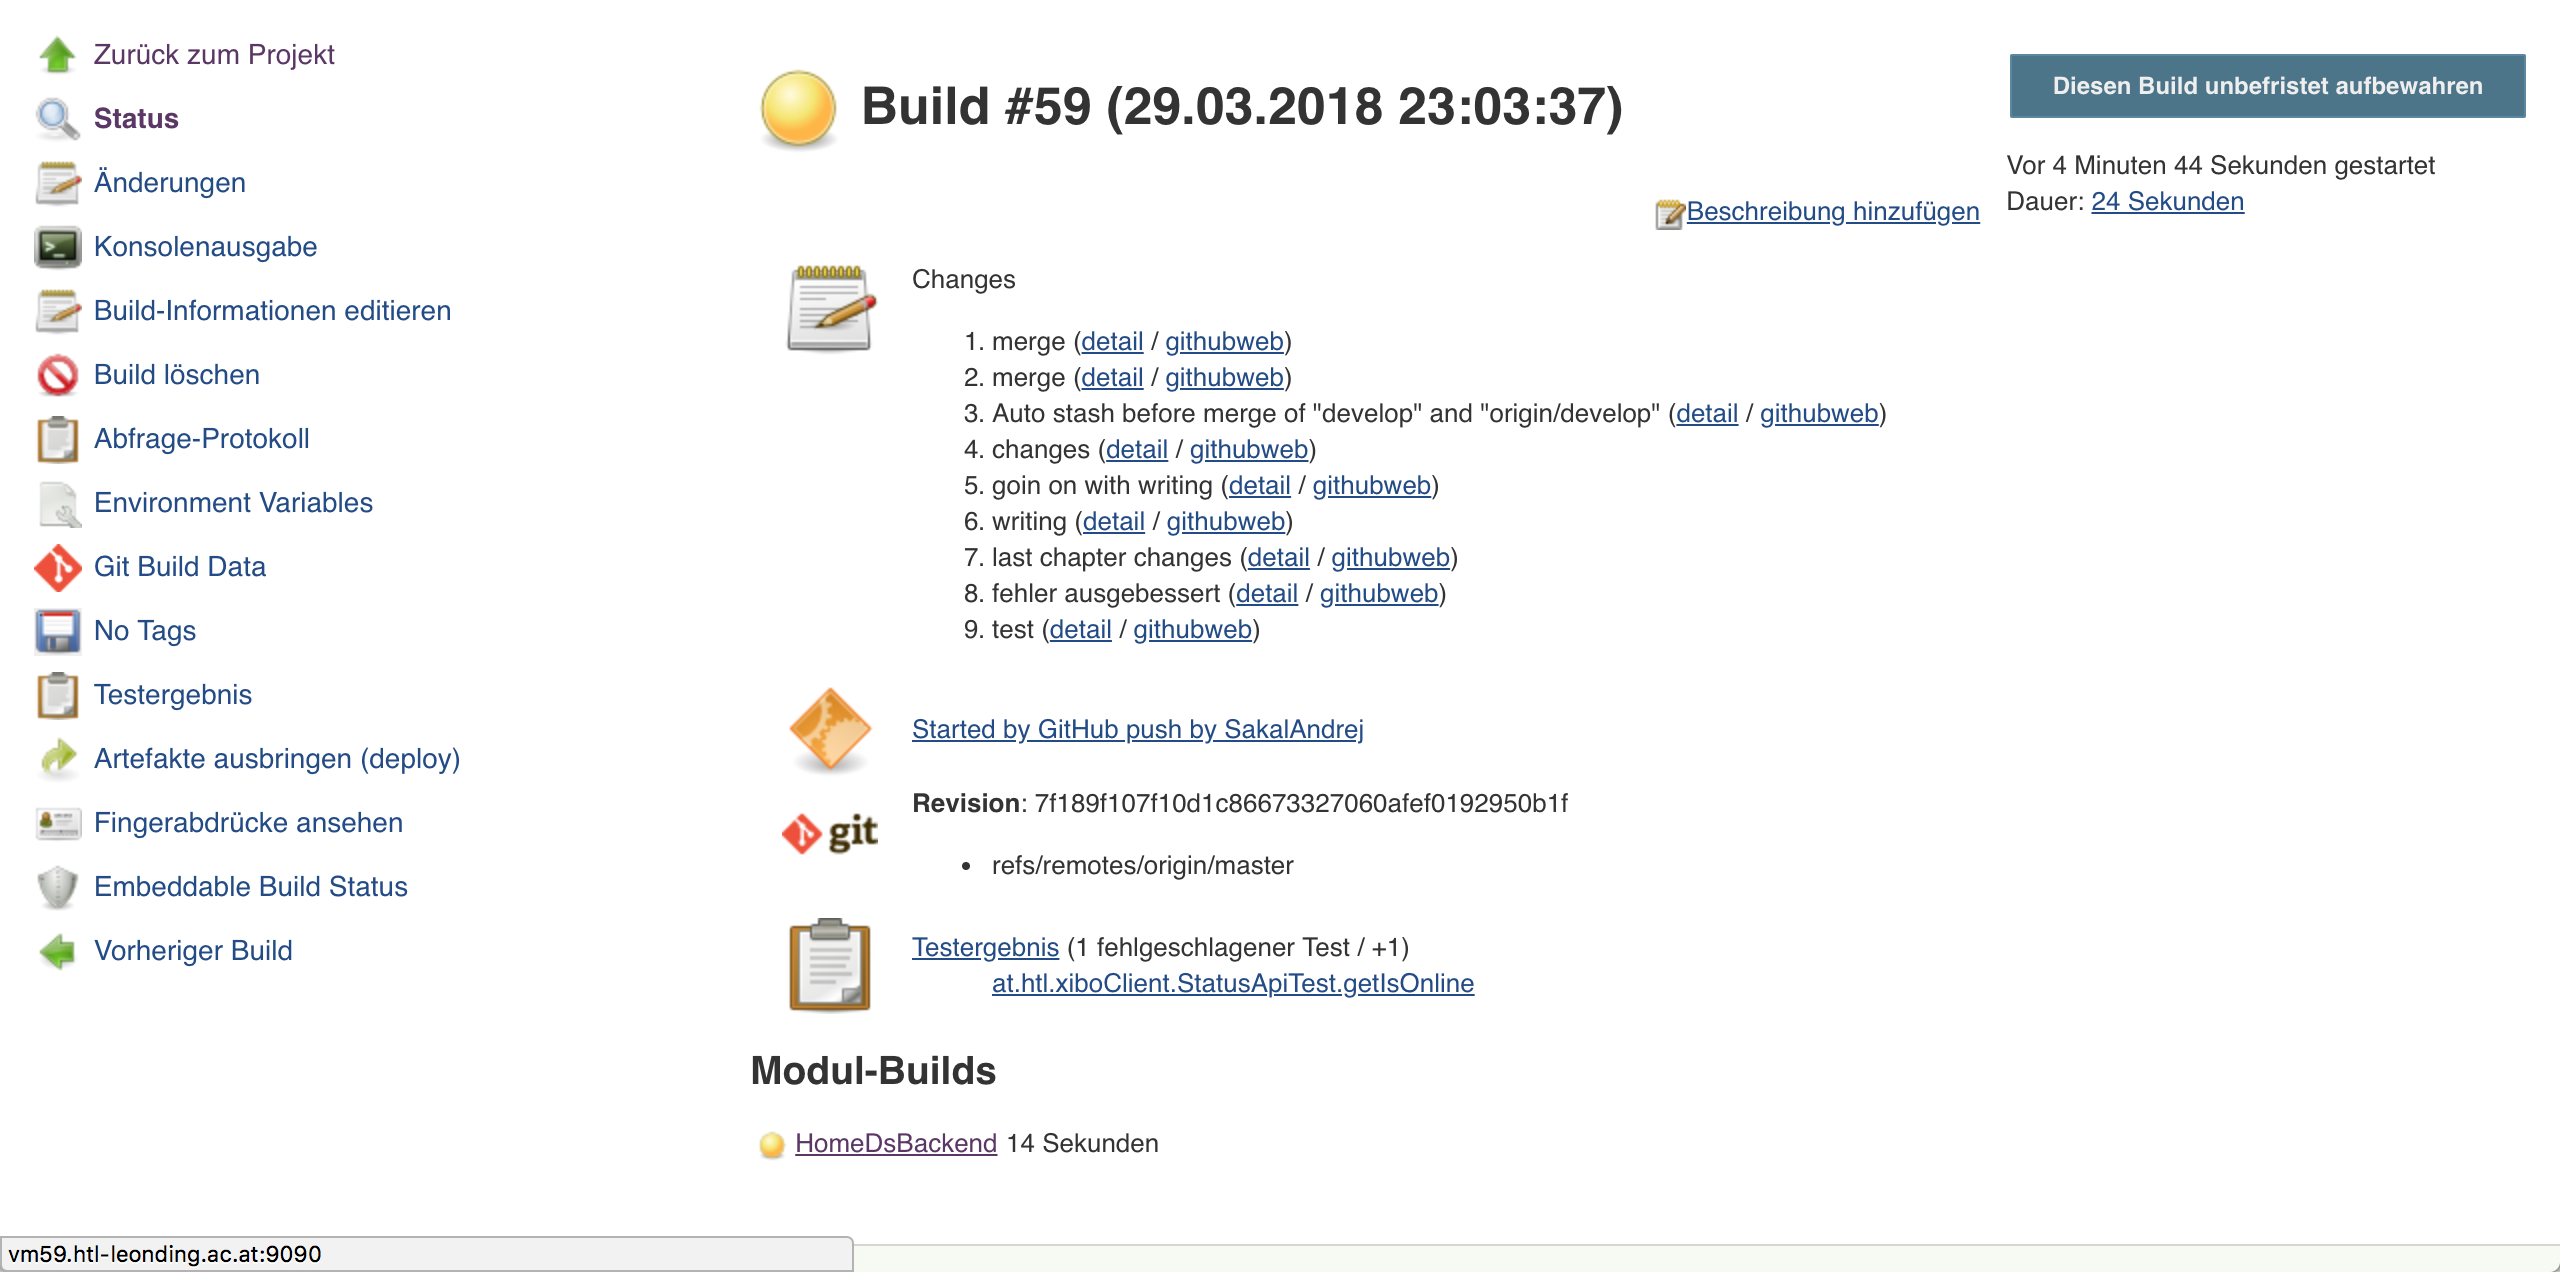 Zurück zum Projekt
Status
Änderungen
Konsolenausgabe
Build-Informationen editieren
Build löschen
Abfrage-Protokoll
Environment Variables
Git Build Data
No Tags
Testergebnis
Artefakte ausbringen (deploy)
Fingerabdrücke ansehen
Embeddable Build Status
Vorheriger Build
Build #59 (29.03.2018 23:03:37)
Diesen Build unbefristet aufbewahren
Vor 4 Minuten 44 Sekunden gestartet
Dauer: 24 Sekunden
Beschreibung hinzufügen
Changes
1. merge (detail / githubweb)
2. merge (detail / githubweb)
3. Auto stash before merge of "develop" and "origin/develop" (detail / githubweb)
4. changes (detail / githubweb)
5. goin on with writing (detail / githubweb)
6. writing (detail / githubweb)
7. last chapter changes (detail / githubweb)
8. fehler ausgebessert (detail / githubweb)
9. test (detail / githubweb)
Started by GitHub push by SakalAndrej
git
Revision: 7f189f107f10d1c86673327060afef0192950b1f
• refs/remotes/origin/master
Testergebnis (1 fehlgeschlagener Test / +1)
at.htl.xiboClient.StatusApiTest.getIsOnline
Modul-Builds
HomeDsBackend 14 Sekunden
vm59.htl-leonding.ac.at:9090